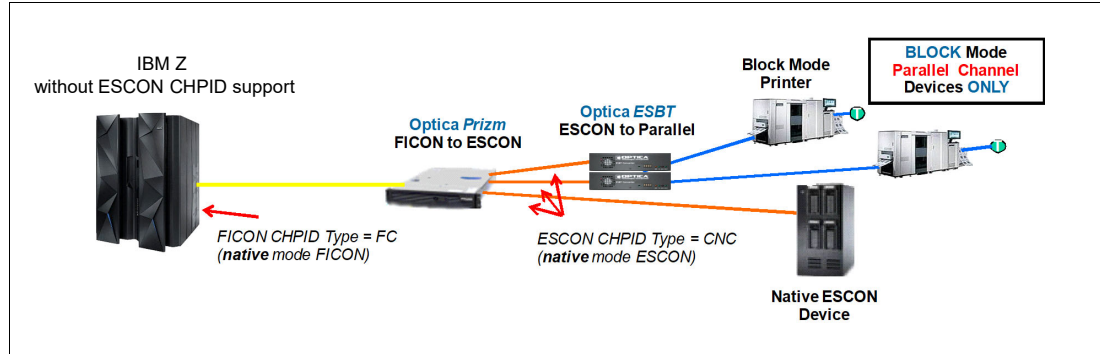 IBM Z
without ESCON CHPID support
Optica Prizm
FICON to ESCON
Optica ESBT
ESCON to Parallel
Block Mode
Printer
BLOCK Mode
Parallel Channel
Devices ONLY
OPTICA
OPTICA
T
T
FICON CHPID Type = FC
(native mode FICON)
ESCON CHPID Type = CNC
(native mode ESCON)
Native ESCON
Device